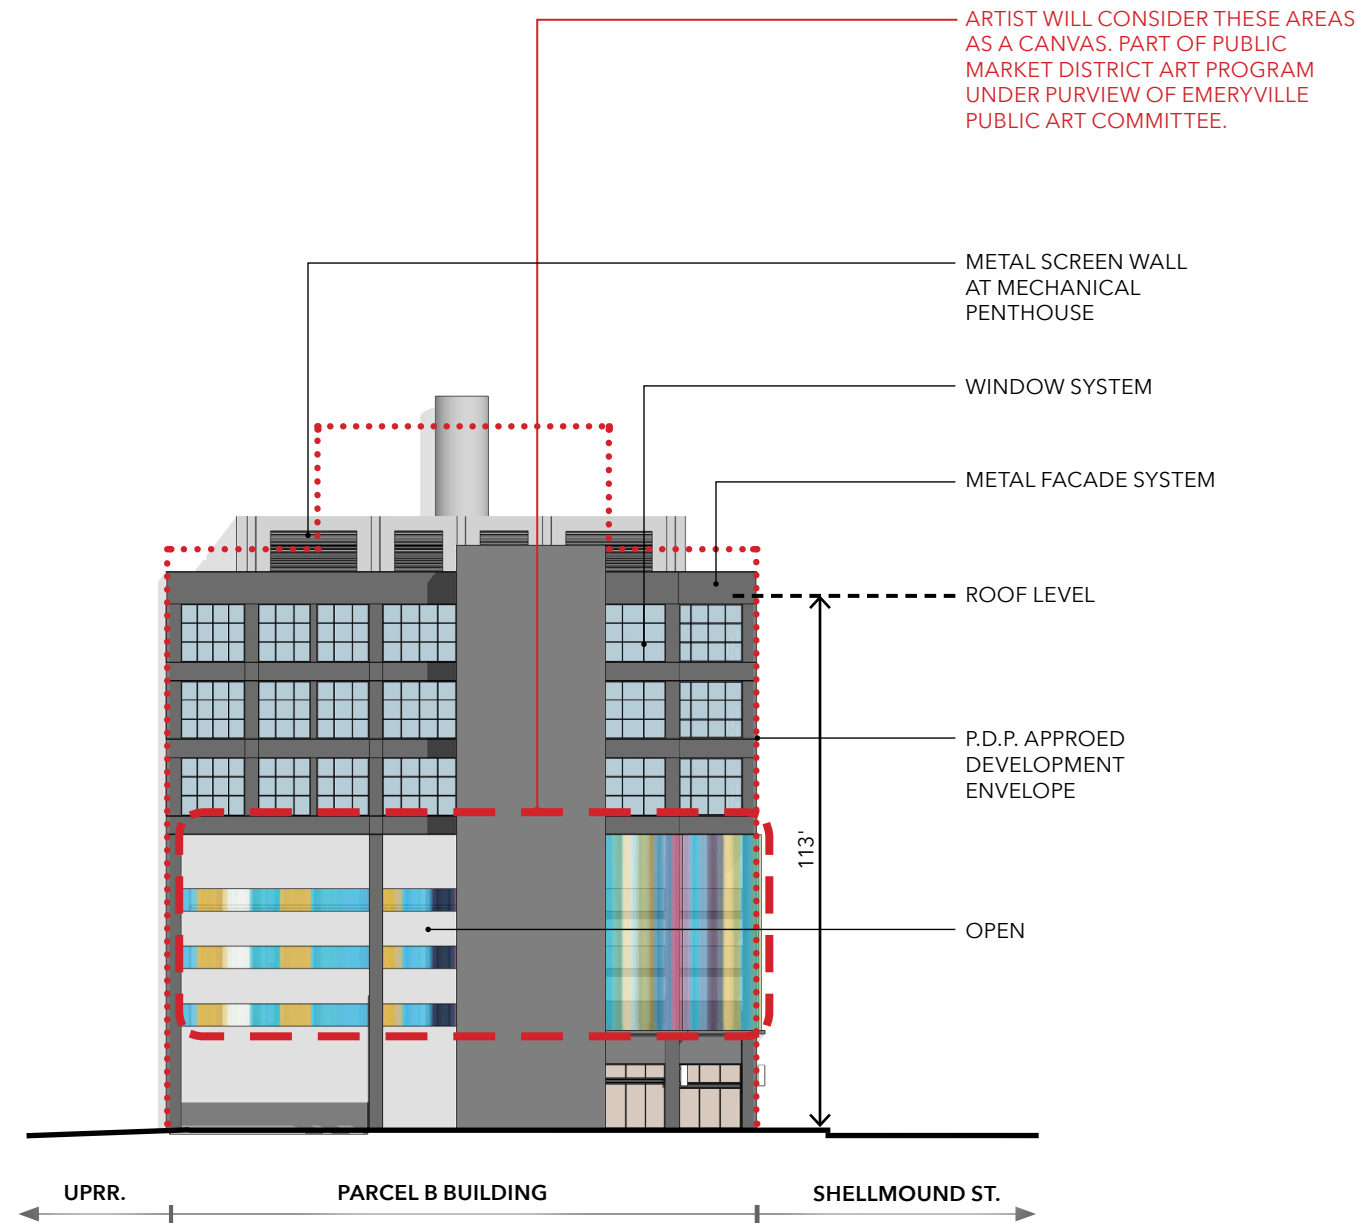 ARTIST WILL CONSIDER THESE AREAS
AS A CANVAS. PART OF PUBLIC
MARKET DISTRICT ART PROGRAM
UNDER PURVIEW OF EMERYVILLE
PUBLIC ART COMMITTEE.
METAL SCREEN WALL
AT MECHANICAL
PENTHOUSE
WINDOW SYSTEM
METAL FACADE SYSTEM
ROOF LEVEL
P.D.P. APPROED
DEVELOPMENT
ENVELOPE
113'
OPEN
UPRR.
PARCEL B BUILDING
SHELLMOUND ST.